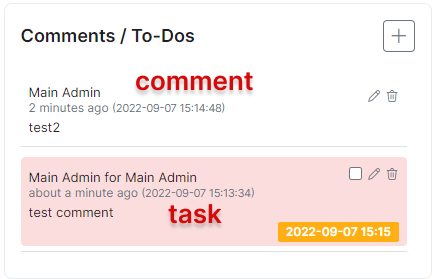 Comments / To-Dos
Main Admin
comment
2 minutes ago (2022-09-07 15:14:48)
test2
Main Admin for Main Admin
about a minute ago (2022-09-07 15:13:34)
test comment
task
2022-09-07 15:15